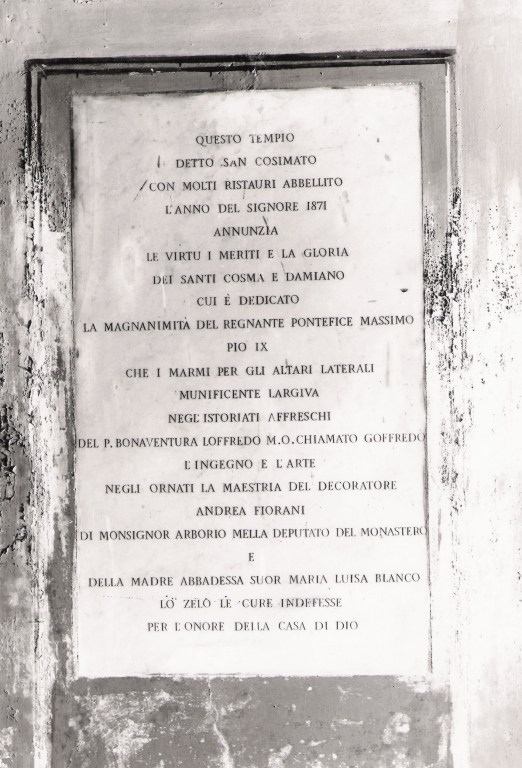 QUESTO TEMPIO
DETTO SAN COSIMATO
CON MOLTI RISTAURI ABBELLITO
L'ANNO DEL SIGNORE 1871
ANNUNZIA
LE VIRTU I MERITI E LA GLORIA
DEI SANTI COSMA E DAMIANO
CUI È DEDICATO
LA MAGNANIMITÀ DEL REGNANTE PONTEFICE MASSIMO
PIO IX
CHE I MARMI PER GLI ALTARI LATERALI
MUNIFICENTE LARGIVA
NEGL'ISTORIATI AFFRESCHI
DEL P. BONAVENTURA LOFFREDO M.O. CHIAMATO GOFFREDO
L'INGEGNO E L'ARTE
NEGLI ORNATI LA MAESTRIA DEL DECORATORE
ANDREA FIORANI
DI MONSIGNOR ARBORIO MELLA DEPUTATO DEL MONASTERO
E
DELLA MADRE ABBADESSA SUOR MARIA LUISA BLANCO
LO ZELO LE CURE INDEFESSE
PER L'ONORE DELLA CASA DI DIO